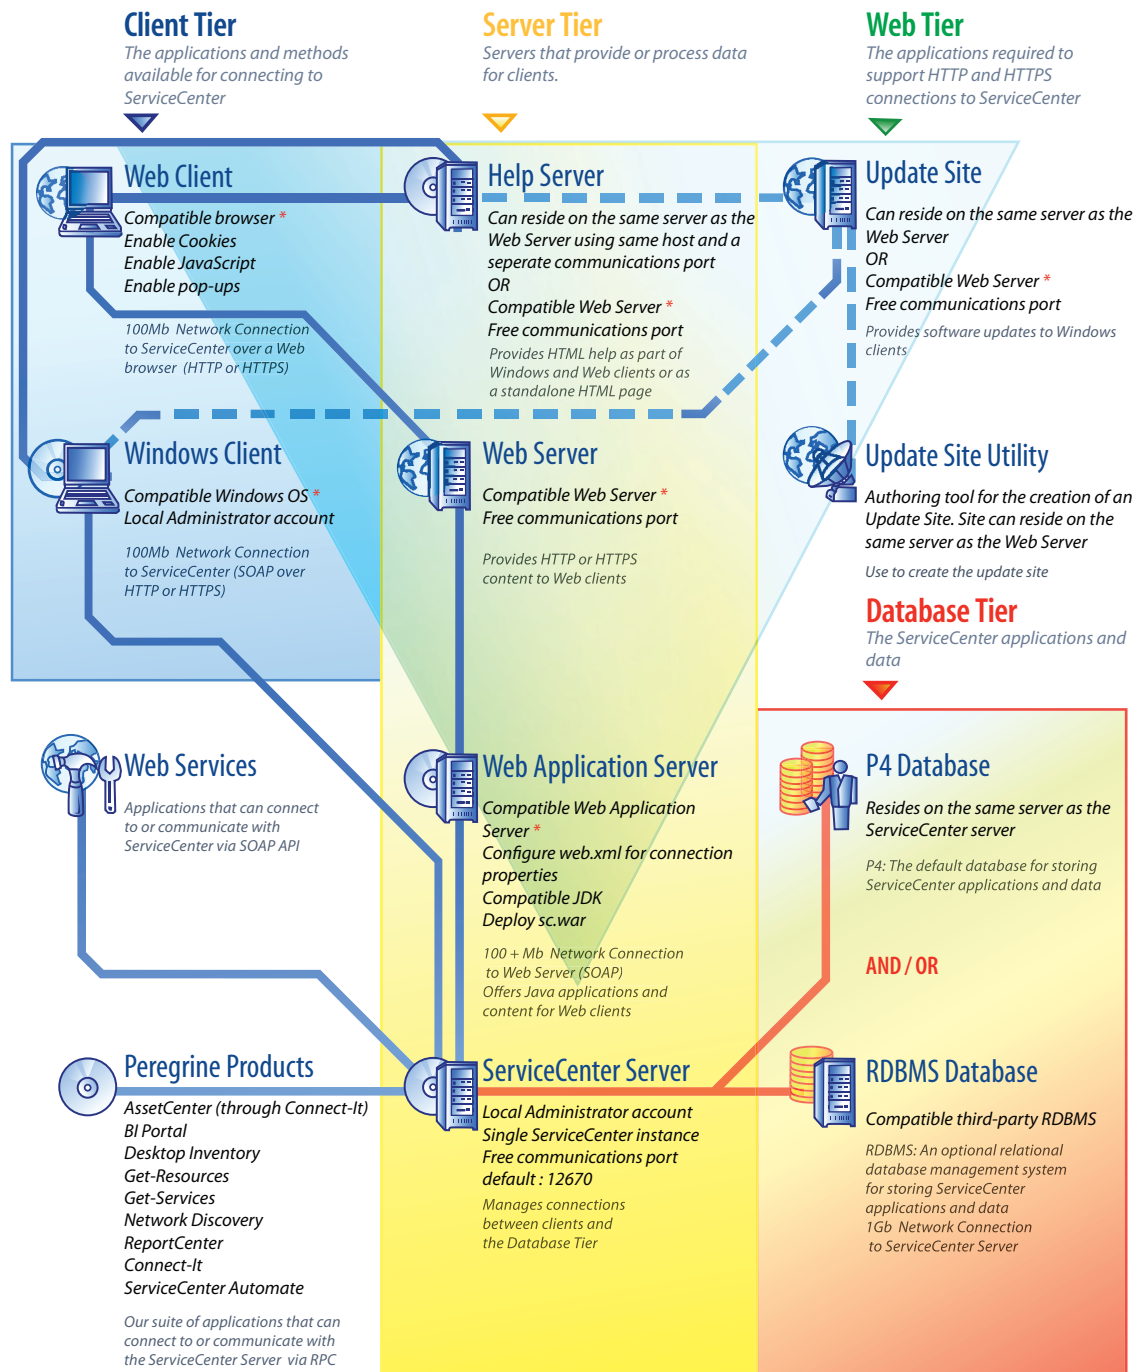 Client Tier
The applications and methods
available for connecting to
ServiceCenter
Server Tier
Servers that provide or process data
for clients.
Web Tier
The applications required to
support HTTP and HTTPS
connections to ServiceCenter
Web Client
Compatible browser *
Enable Cookies
Enable JavaScript
Enable pop-ups
100Mb Network Connection
to ServiceCenter over a Web
browser (HTTP or HTTPS)
Help Server
Can reside on the same server as the
Web Server using same host and a
seperate communications port
OR
Compatible Web Server *
Free communications port
Provides HTML help as part of
Windows and Web clients or as
a standalone HTML page
Update Site
Can reside on the same server as the
Web Server
OR
Compatible Web Server *
Free communications port
Provides software updates to Windows
clients
Windows Client
Compatible Windows OS *
Local Administrator account
100Mb Network Connection
to ServiceCenter (SOAP over
HTTP or HTTPS)
Web Server
Compatible Web Server *
Free communications port
Provides HTTP or HTTPS
content to Web clients
Update Site Utility
Authoring tool for the creation of an
Update Site. Site can reside on the
same server as the Web Server
Use to create the update site
Database Tier
The ServiceCenter applications and
data
Web Services
Applications that can connect
to or communicate with
ServiceCenter via SOAP API
Web Application Server
Compatible Web Application
Server *
Configure web.xml for connection
properties
Compatible JDK
Deploy sc.war
100 + Mb Network Connection
to Web Server (SOAP)
Offers Java applications and
content for Web clients
P4 Database
Resides on the same server as the
ServiceCenter server
P4: The default database for storing
ServiceCenter applications and data
AND / OR
Peregrine Products
AssetCenter (through Connect-It)
BI Portal
Desktop Inventory
Get-Resources
Get-Services
Network Discovery
ReportCenter
Connect-It
ServiceCenter Automate
Our suite of applications that can
connect to or communicate with
the ServiceCenter Server via RPC
ServiceCenter Server
Local Administrator account
Single ServiceCenter instance
Free communications port
default : 12670
Manages connections
between clients and
the Database Tier
RDBMS Database
Compatible third-party RDBMS
RDBMS: An optional relational
database management system
for storing ServiceCenter
applications and data
1Gb Network Connection
to ServiceCenter Server